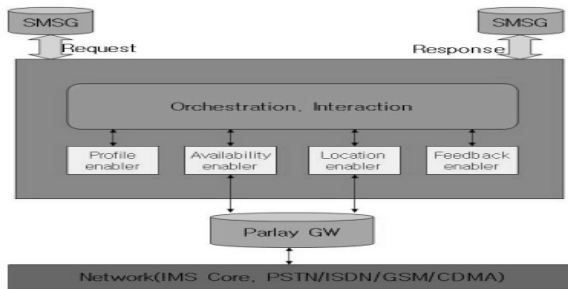 SMSG
SMSG
Request
Response
Orchestration, Interaction
Profile
enabler
Availability
enabler
Location
enabler
Feedback
enabler
Parlay GW
Network(IMS Core, PSTN/ISDN/GSM/CDMA)